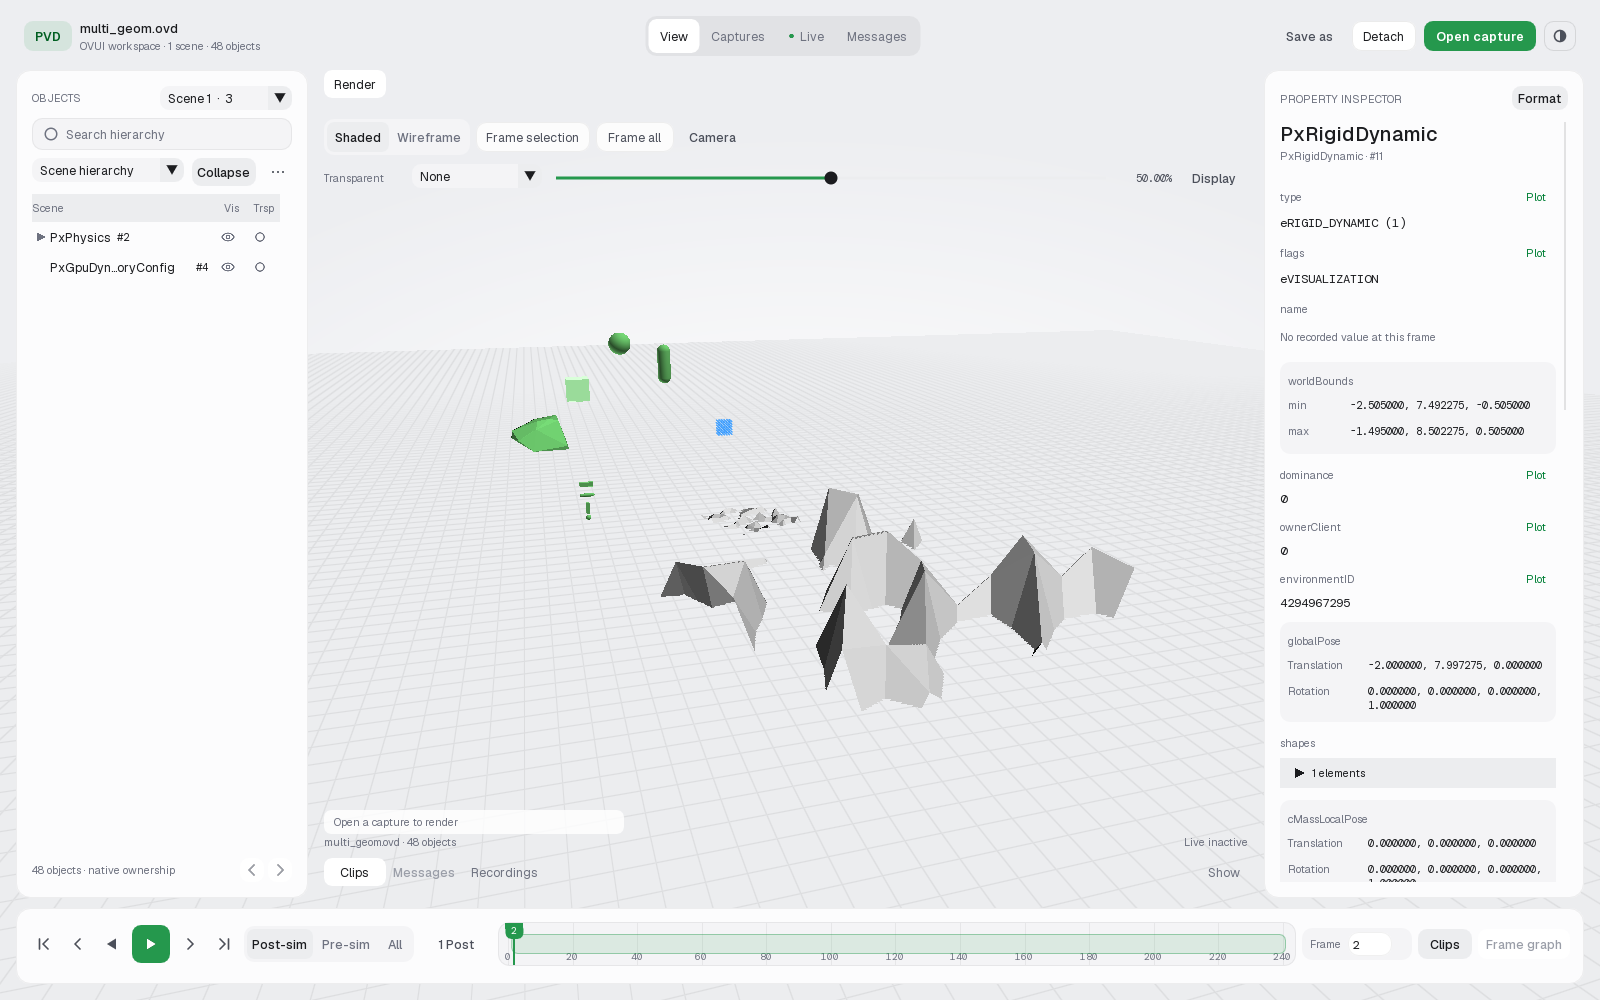 PVD
multi_geom.ovd
OVUI workspace · 1 scene · 48 objects
View
Captures
Live
Messages
Save as
Detach
Open capture
OBJECTS
Scene 1 · 3
Search hierarchy
Scene hierarchy
Collapse
...
Scene
Vis
Trsp
PxPhysics #2
PxGpuDyn...oryConfig #4
48 objects · native ownership
Render
Shaded
Wireframe
Frame selection
Frame all
Camera
Transparent
None
50.00%
Display
Open a capture to render
multi_geom.ovd · 48 objects
Live inactive
Clips
Messages
Recordings
Show
PROPERTY INSPECTOR
Format
PxRigidDynamic
PxRigidDynamic · #11
type
Plot
eRIGID_DYNAMIC (1)
flags
Plot
eVISUALIZATION
name
No recorded value at this frame
worldBounds
min -2.505000, 7.492275, -0.505000
max -1.495000, 8.502275, 0.505000
dominance
Plot
0
ownerClient
Plot
0
environmentID
Plot
4294967295
globalPose
Translation -2.000000, 7.997275, 0.000000
Rotation 0.000000, 0.000000, 0.000000,
1.000000
shapes
1 elements
cMassLocalPose
Translation 0.000000, 0.000000, 0.000000
Rotation 0.000000, 0.000000, 0.000000,
1.000000
Post-sim
Pre-sim
All
1 Post
2
0 20 40 60 80 100 120 140 160 180 200 220 240
Frame 2
Clips
Frame graph